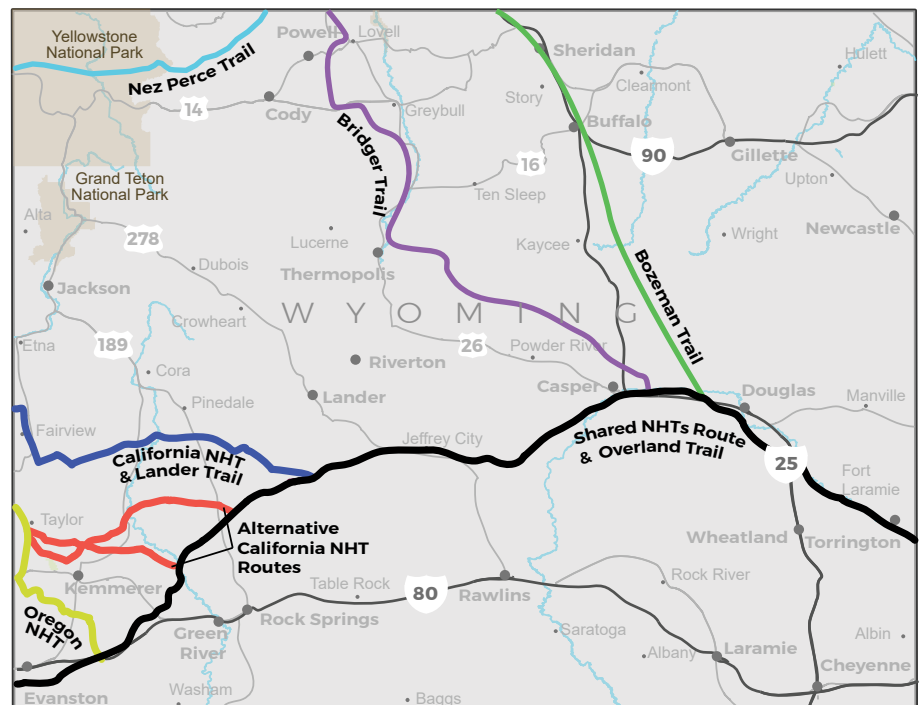 Yellowstone
National Park
Powell
Lovell
Nez Perce Trail
14
Cody
Greybull
Sheridan
Story
Clearmont
Hulett
Buffalo
90
Gillette
Bridger Trail
16
Ten Sleep
Upton
Grand Teton
National Park
Alta
278
Lucerne
Kaycee
Wright
Newcastle
Dubois
Thermopolis
Jackson
Bozeman Trail
WYOMING
Crowheart
Etna
189
26
Powder River
Riverton
Cora
Casper
Douglas
Lander
Pinedale
Manville
Fairview
Jeffrey City
Shared NHTs Route
& Overland Trail
California NHT
& Lander Trail
25
Fort
Laramie
Taylor
Alternative
California NHT
Routes
Wheatland
Torrington
Kemmerer
Table Rock
80
Rawlins
Rock River
Oregon
NHT
Rock Springs
Green
River
Saratoga
Albin
Albany
Laramie
Cheyenne
Evanston
Washam
Baggs